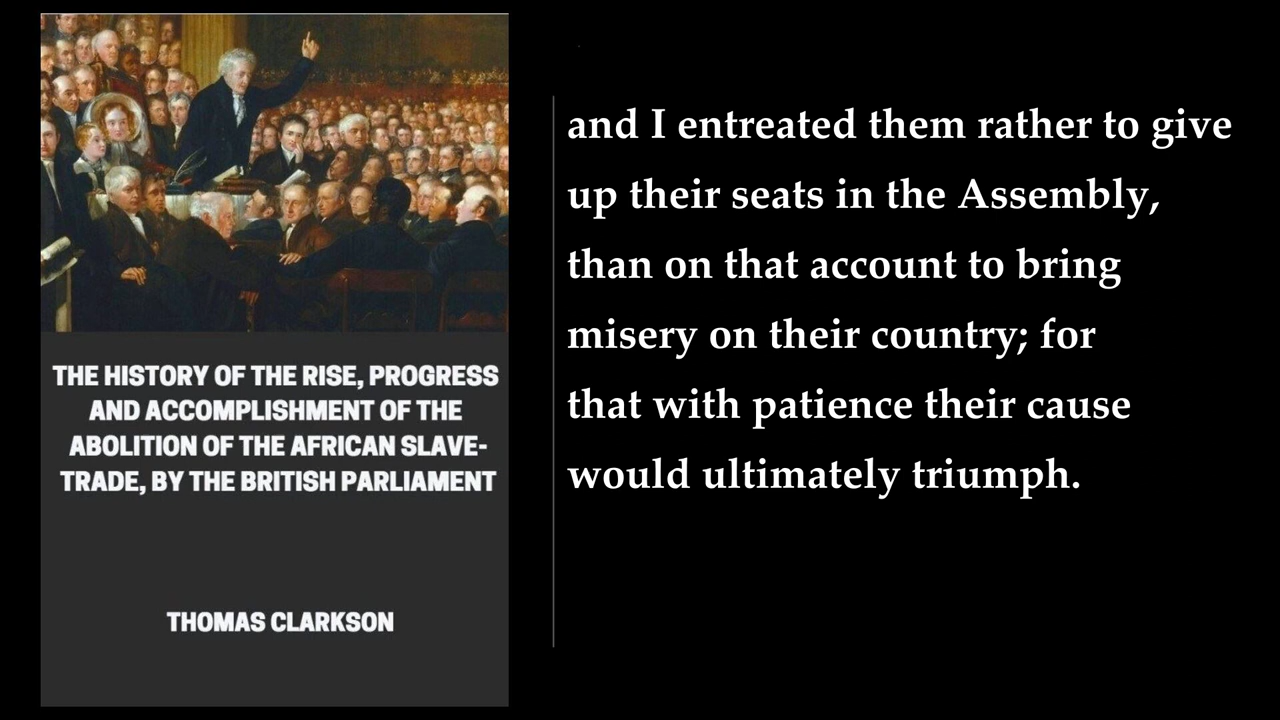 THE HISTORY OF THE RISE, PROGRESS
AND ACCOMPLISHMENT OF THE
ABOLITION OF THE AFRICAN SLAVE-
TRADE, BY THE BRITISH PARLIAMENT
THOMAS CLARKSON
and I entreated them rather to give
up their seats in the Assembly,
than on that account to bring
misery on their country; for
that with patience their cause
would ultimately triumph.